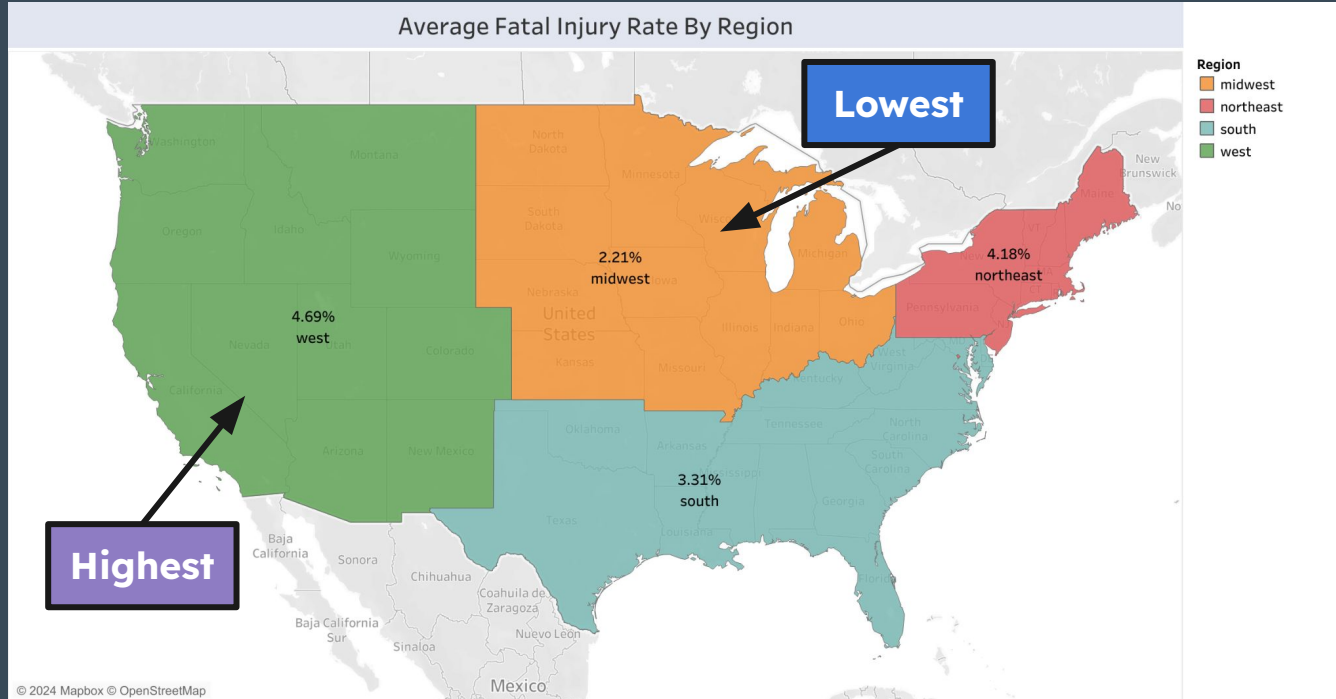 Average Fatal Injury Rate By Region
Region
midwest
northeast
south
west
Lowest
Highest
4.69%
west
2.21%
midwest
4.18%
northeast
3.31%
south
Washington
Montana
North
Dakota
Minnesota
South
Dakota
Oregon
Idaho
Wyoming
Michigan
Nebraska
United
States
Nevada
Colorado
Kansas
Missouri
Illinois
Indiana
Ohio
Pennsylvania
West
Virginia
California
Arizona
New Mexico
Oklahoma
Arkansas
Tennessee
North
Carolina
South
Carolina
Georgia
Texas
Louisiana
Florida
Maine
VT
New
Brunswick
No
Baja
California
Sonora
Chihuahua
Coahuila de
Zaragoza
Baja California
Sur
Sinaloa
Nuevo León
Mexico
© 2024 Mapbox © OpenStreetMap